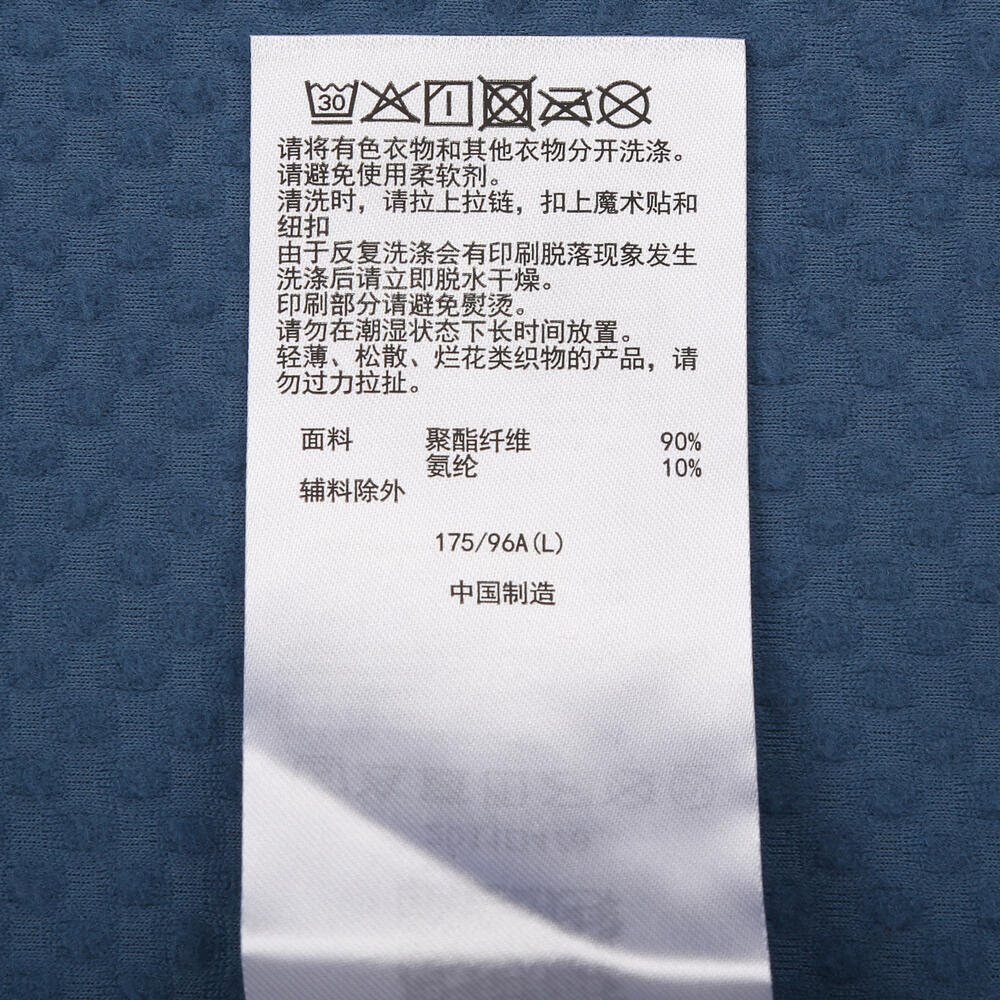 30
请将有色衣物和其他衣物分开洗涤。
请避免使用柔软剂。
清洗时，请拉上拉链，扣上魔术贴和
纽扣
由于反复洗涤会有印刷脱落现象发生
洗涤后请立即脱水干燥。
印刷部分请避免熨烫。
请勿在潮湿状态下长时间放置。
轻薄、松散、烂花类织物的产品，请
勿过力拉扯。
面料 聚酯纤维 90%
氨纶 10%
辅料除外
175/96A(L)
中国制造